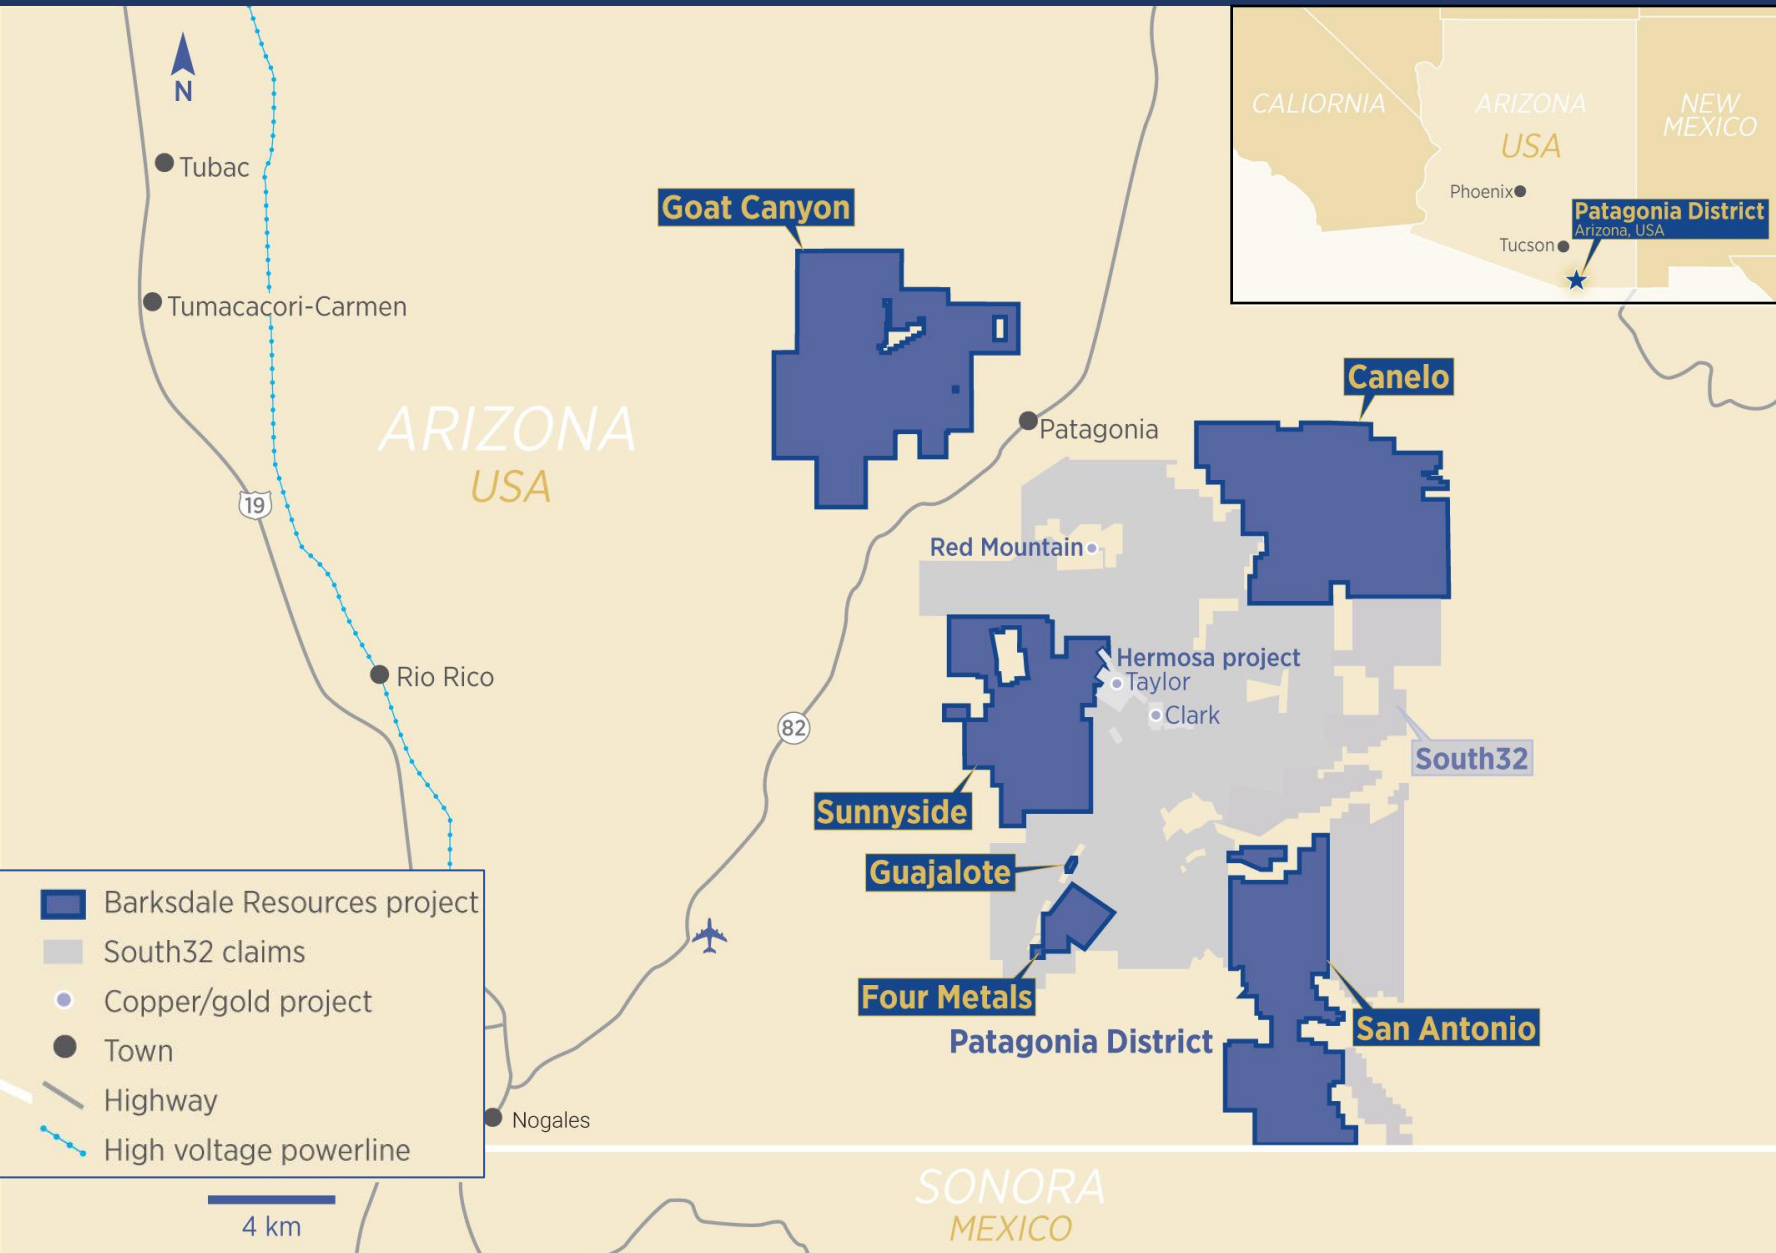 N
Tubac
Tumacacori-Carmen
ARIZONA
USA
19
Rio Rico
Goat Canyon
Patagonia
Canelo
Red Mountain
Hermosa project
Taylor
Clark
82
South32
Sunnyside
Guajalote
Four Metals
San Antonio
Patagonia District
Nogales
SONORA
MEXICO
CALIORNIA
ARIZONA
USA
NEW
MEXICO
Phoenix
Patagonia District
Arizona, USA
Tucson
Barksdale Resources project
South32 claims
Copper/gold project
Town
Highway
High voltage powerline
4 km